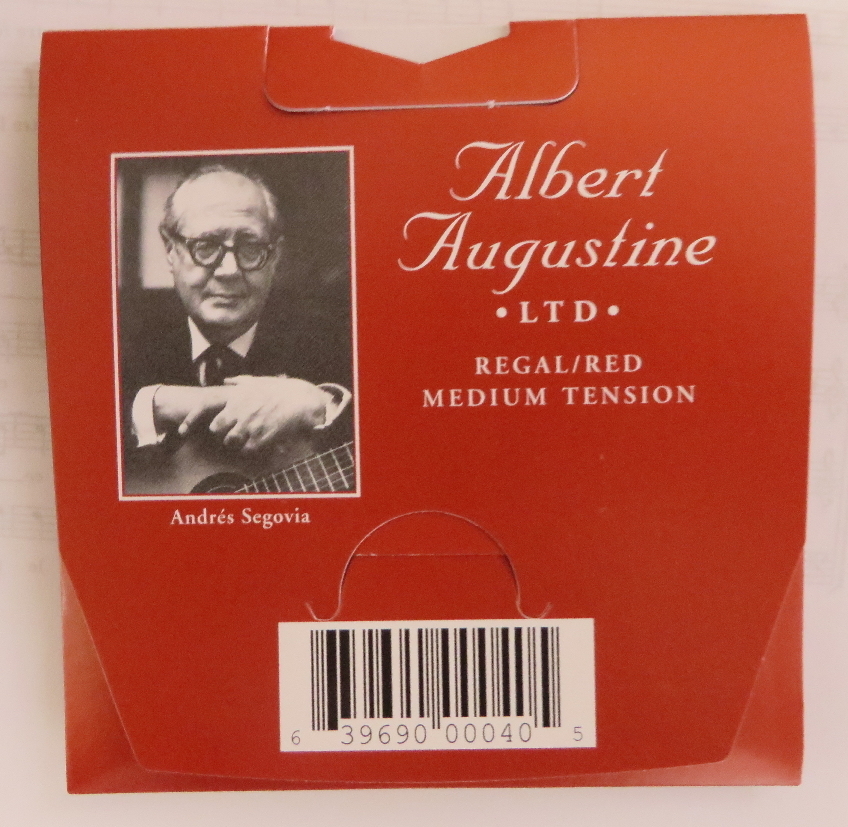 Albert
Augustine
•LTD•
REGAL/RED
MEDIUM TENSION
Andrés Segovia
6 39690 00040 5